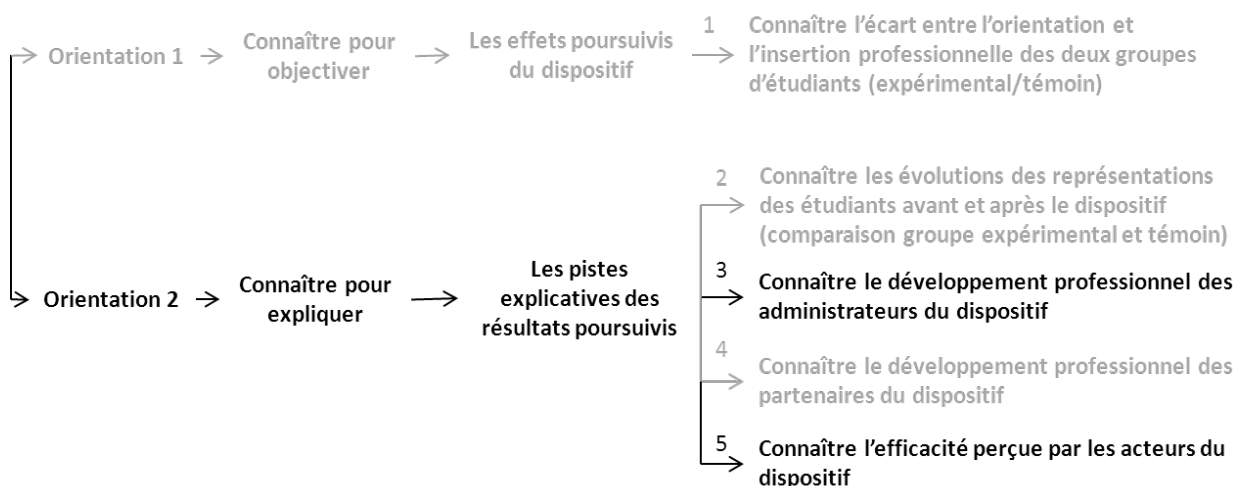 1
Connaître l’écart entre l’orientation et
l’insertion professionnelle des deux groupes
d’étudiants (expérimental/témoin)
Orientation 1
Connaître pour
objectiver
Les effets poursuivis
du dispositif
2
Connaître les évolutions des représentations
des étudiants avant et après le dispositif
(comparaison groupe expérimental et témoin)
Orientation 2
Connaître pour
expliquer
Les pistes
explicatives des
résultats poursuivis
3
Connaître le développement professionnel des
administrateurs du dispositif
4
Connaître le développement professionnel des
partenaires du dispositif
5
Connaître l’efficacité perçue par les acteurs du
dispositif